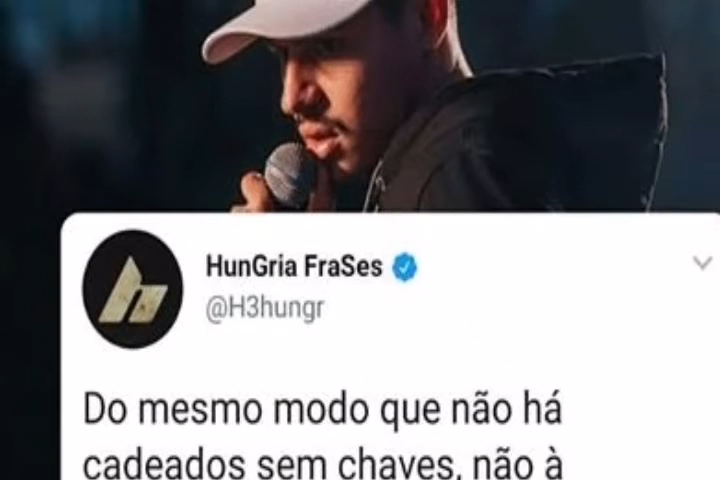 HunGria FraSes
@H3hungr
Do mesmo modo que não há
cadeados sem chaves, não à